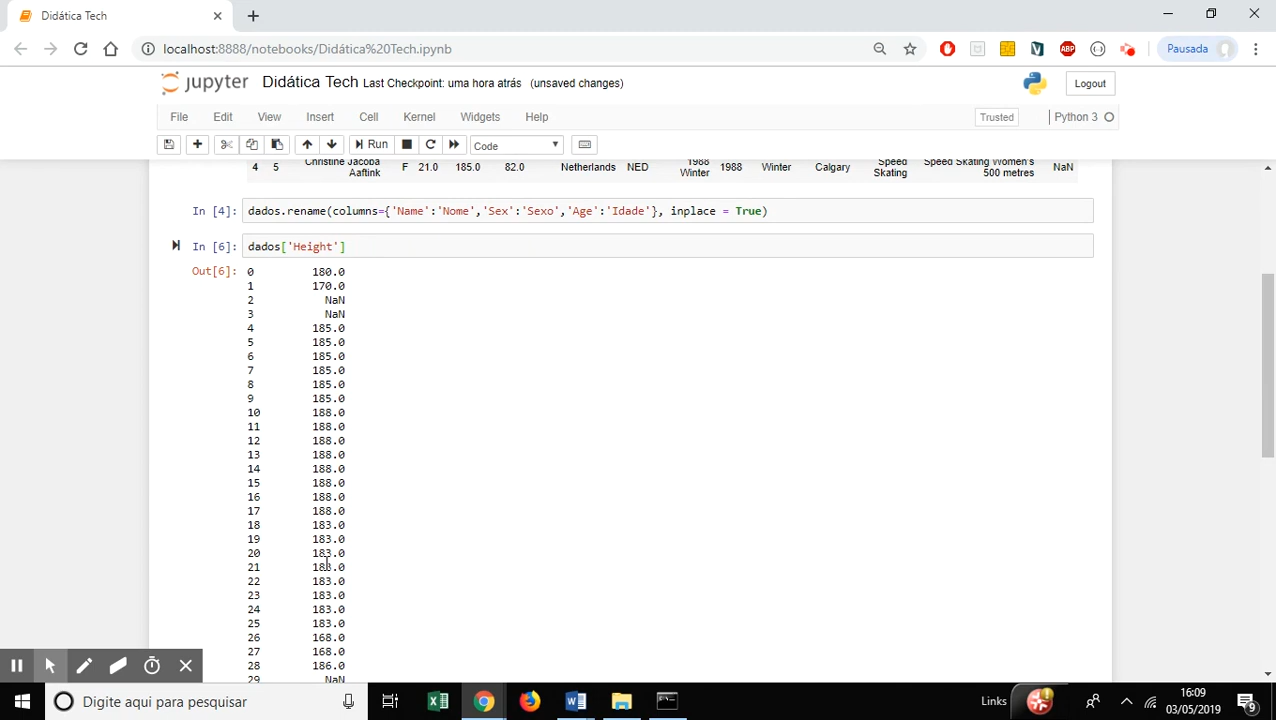 Didática Tech
localhost:8888/notebooks/Didática%20Tech.ipynb
ABP
Pausada
jupyter Didática Tech Last Checkpoint: uma hora atrás (unsaved changes)
Logout
File Edit View Insert Cell Kernel Widgets Help
Trusted Python 3
Run Code
4 5 Christine Jacoba Aaftink F 21.0 185.0 82.0 Netherlands NED 1988 Winter 1988 Winter Calgary Speed Skating Speed Skating Women's 500 metres NaN
In [4]: dados.rename(columns={'Name':'Nome','Sex':'Sexo','Age':'Idade'}, inplace = True)
In [6]: dados['Height']
Out[6]: 0 180.0
1 170.0
2 NaN
3 NaN
4 185.0
5 185.0
6 185.0
7 185.0
8 185.0
9 185.0
10 188.0
11 188.0
12 188.0
13 188.0
14 188.0
15 188.0
16 188.0
17 188.0
18 183.0
19 183.0
20 183.0
21 183.0
22 183.0
23 183.0
24 183.0
25 183.0
26 168.0
27 168.0
28 186.0
29 NaN
Digite aqui para pesquisar
Links
16:09
03/05/2019
9